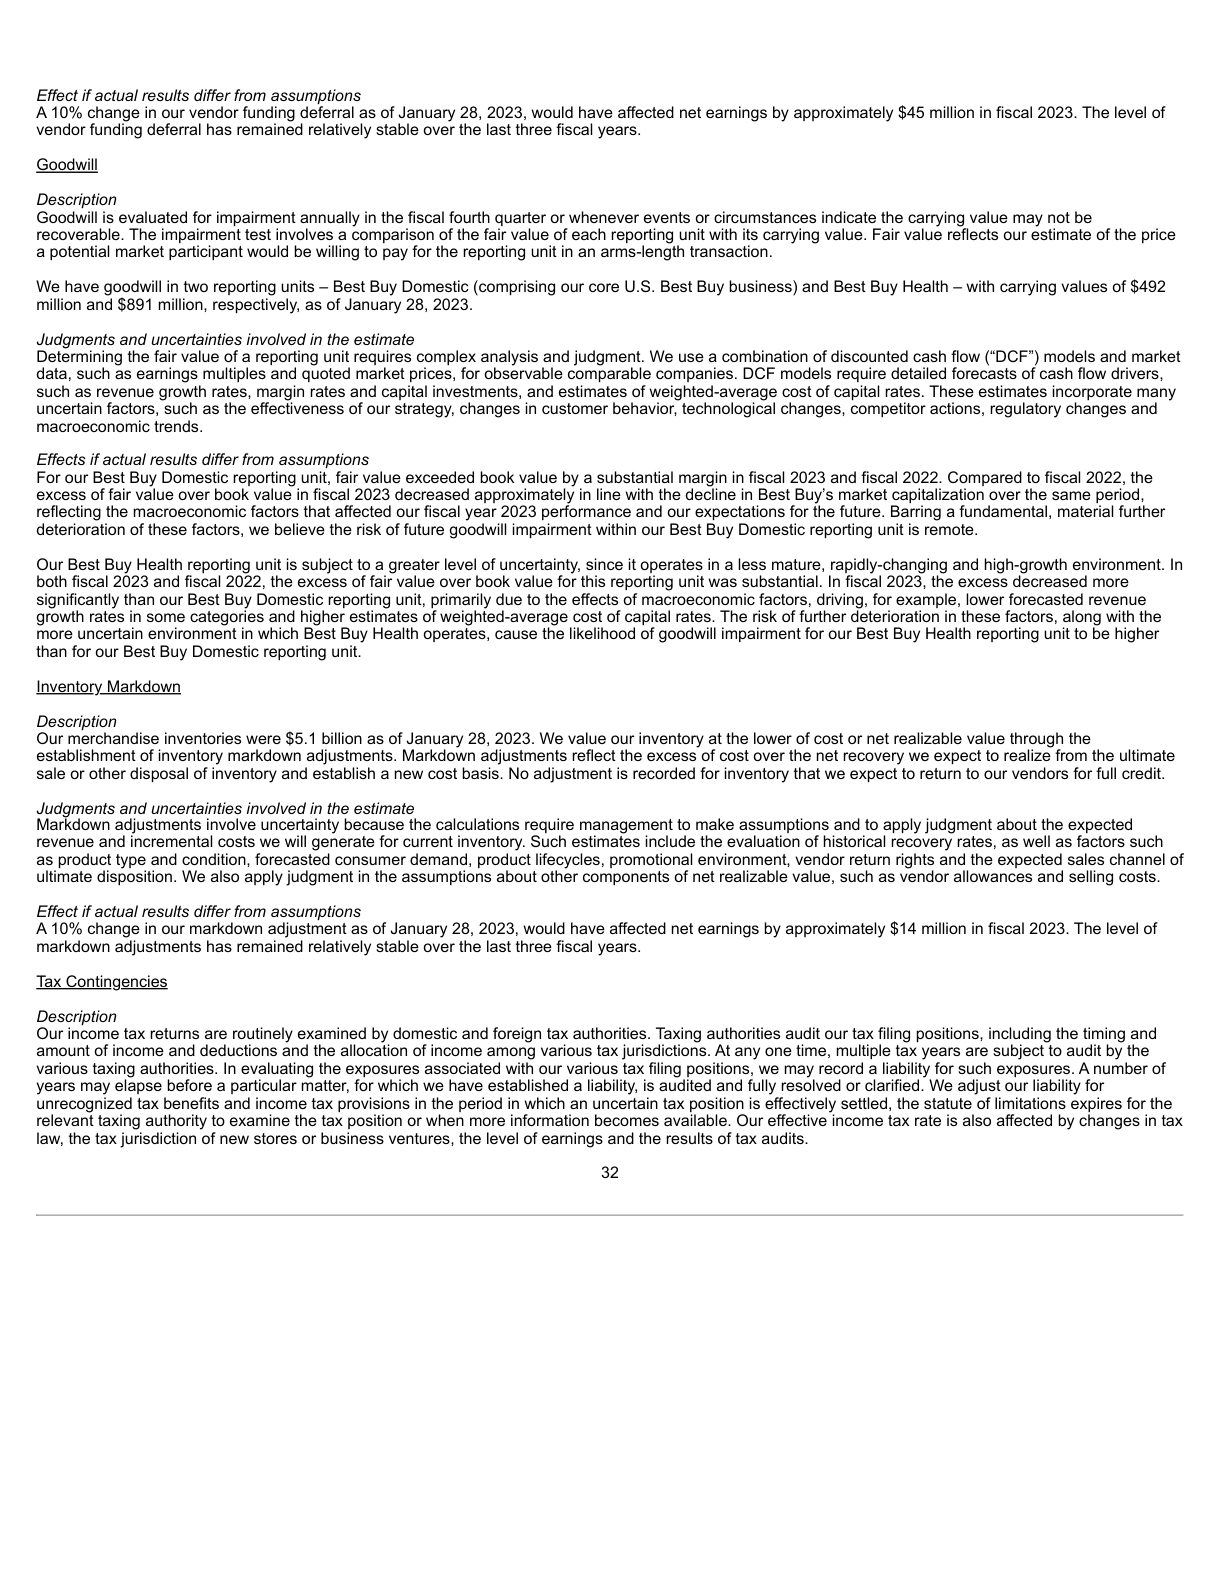 Effect if actual results differ from assumptions
A 10% change in our vendor funding deferral as of January 28, 2023, would have affected net earnings by approximately $45 million in fiscal 2023. The level of
vendor funding deferral has remained relatively stable over the last three fiscal years.
Goodwill
Description
Goodwill is evaluated for impairment annually in the fiscal fourth quarter or whenever events or circumstances indicate the carrying value may not be
recoverable. The impairment test involves a comparison of the fair value of each reporting unit with its carrying value. Fair value reflects our estimate of the price
a potential market participant would be willing to pay for the reporting unit in an arms-length transaction.
We have goodwill in two reporting units – Best Buy Domestic (comprising our core U.S. Best Buy business) and Best Buy Health – with carrying values of $492
million and $891 million, respectively, as of January 28, 2023.
Judgments and uncertainties involved in the estimate
Determining the fair value of a reporting unit requires complex analysis and judgment. We use a combination of discounted cash flow (“DCF”) models and market
data, such as earnings multiples and quoted market prices, for observable comparable companies. DCF models require detailed forecasts of cash flow drivers,
such as revenue growth rates, margin rates and capital investments, and estimates of weighted-average cost of capital rates. These estimates incorporate many
uncertain factors, such as the effectiveness of our strategy, changes in customer behavior, technological changes, competitor actions, regulatory changes and
macroeconomic trends.
Effects if actual results differ from assumptions
For our Best Buy Domestic reporting unit, fair value exceeded book value by a substantial margin in fiscal 2023 and fiscal 2022. Compared to fiscal 2022, the
excess of fair value over book value in fiscal 2023 decreased approximately in line with the decline in Best Buy’s market capitalization over the same period,
reflecting the macroeconomic factors that affected our fiscal year 2023 performance and our expectations for the future. Barring a fundamental, material further
deterioration of these factors, we believe the risk of future goodwill impairment within our Best Buy Domestic reporting unit is remote.
Our Best Buy Health reporting unit is subject to a greater level of uncertainty, since it operates in a less mature, rapidly-changing and high-growth environment. In
both fiscal 2023 and fiscal 2022, the excess of fair value over book value for this reporting unit was substantial. In fiscal 2023, the excess decreased more
significantly than our Best Buy Domestic reporting unit, primarily due to the effects of macroeconomic factors, driving, for example, lower forecasted revenue
growth rates in some categories and higher estimates of weighted-average cost of capital rates. The risk of further deterioration in these factors, along with the
more uncertain environment in which Best Buy Health operates, cause the likelihood of goodwill impairment for our Best Buy Health reporting unit to be higher
than for our Best Buy Domestic reporting unit.
Inventory Markdown
Description
Our merchandise inventories were $5.1 billion as of January 28, 2023. We value our inventory at the lower of cost or net realizable value through the
establishment of inventory markdown adjustments. Markdown adjustments reflect the excess of cost over the net recovery we expect to realize from the ultimate
sale or other disposal of inventory and establish a new cost basis. No adjustment is recorded for inventory that we expect to return to our vendors for full credit.
Judgments and uncertainties involved in the estimate
Markdown adjustments involve uncertainty because the calculations require management to make assumptions and to apply judgment about the expected
revenue and incremental costs we will generate for current inventory. Such estimates include the evaluation of historical recovery rates, as well as factors such
as product type and condition, forecasted consumer demand, product lifecycles, promotional environment, vendor return rights and the expected sales channel of
ultimate disposition. We also apply judgment in the assumptions about other components of net realizable value, such as vendor allowances and selling costs.
Effect if actual results differ from assumptions
A 10% change in our markdown adjustment as of January 28, 2023, would have affected net earnings by approximately $14 million in fiscal 2023. The level of
markdown adjustments has remained relatively stable over the last three fiscal years.
Tax Contingencies
Description
Our income tax returns are routinely examined by domestic and foreign tax authorities. Taxing authorities audit our tax filing positions, including the timing and
amount of income and deductions and the allocation of income among various tax jurisdictions. At any one time, multiple tax years are subject to audit by the
various taxing authorities. In evaluating the exposures associated with our various tax filing positions, we may record a liability for such exposures. A number of
years may elapse before a particular matter, for which we have established a liability, is audited and fully resolved or clarified. We adjust our liability for
unrecognized tax benefits and income tax provisions in the period in which an uncertain tax position is effectively settled, the statute of limitations expires for the
relevant taxing authority to examine the tax position or when more information becomes available. Our effective income tax rate is also affected by changes in tax
law, the tax jurisdiction of new stores or business ventures, the level of earnings and the results of tax audits.
32